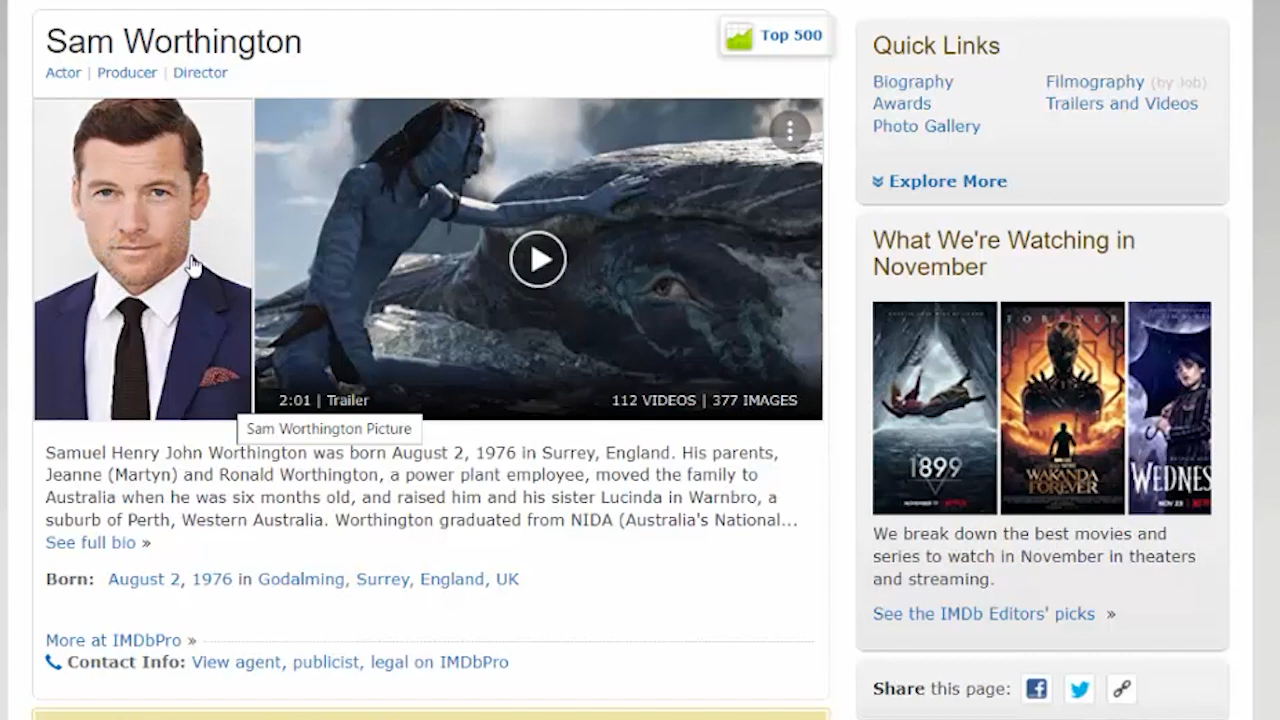 Sam Worthington
Top 500
Actor | Producer | Director
2:01 | Trailer
112 VIDEOS | 377 IMAGES
Sam Worthington Picture
Samuel Henry John Worthington was born August 2, 1976 in Surrey, England. His parents,
Jeanne (Martyn) and Ronald Worthington, a power plant employee, moved the family to
Australia when he was six months old, and raised him and his sister Lucinda in Warnbro, a
suburb of Perth, Western Australia. Worthington graduated from NIDA (Australia's National...
See full bio »
Born: August 2, 1976 in Godalming, Surrey, England, UK
More at IMDbPro »
Contact Info: View agent, publicist, legal on IMDbPro
Quick Links
Biography
Filmography (by Job)
Awards
Trailers and Videos
Photo Gallery
Explore More
What We're Watching in
November
1899
FOREVER
WAKANDA
FOREVER
WEDNES
NOV 23
We break down the best movies and
series to watch in November in theaters
and streaming.
See the IMDb Editors' picks »
Share this page: